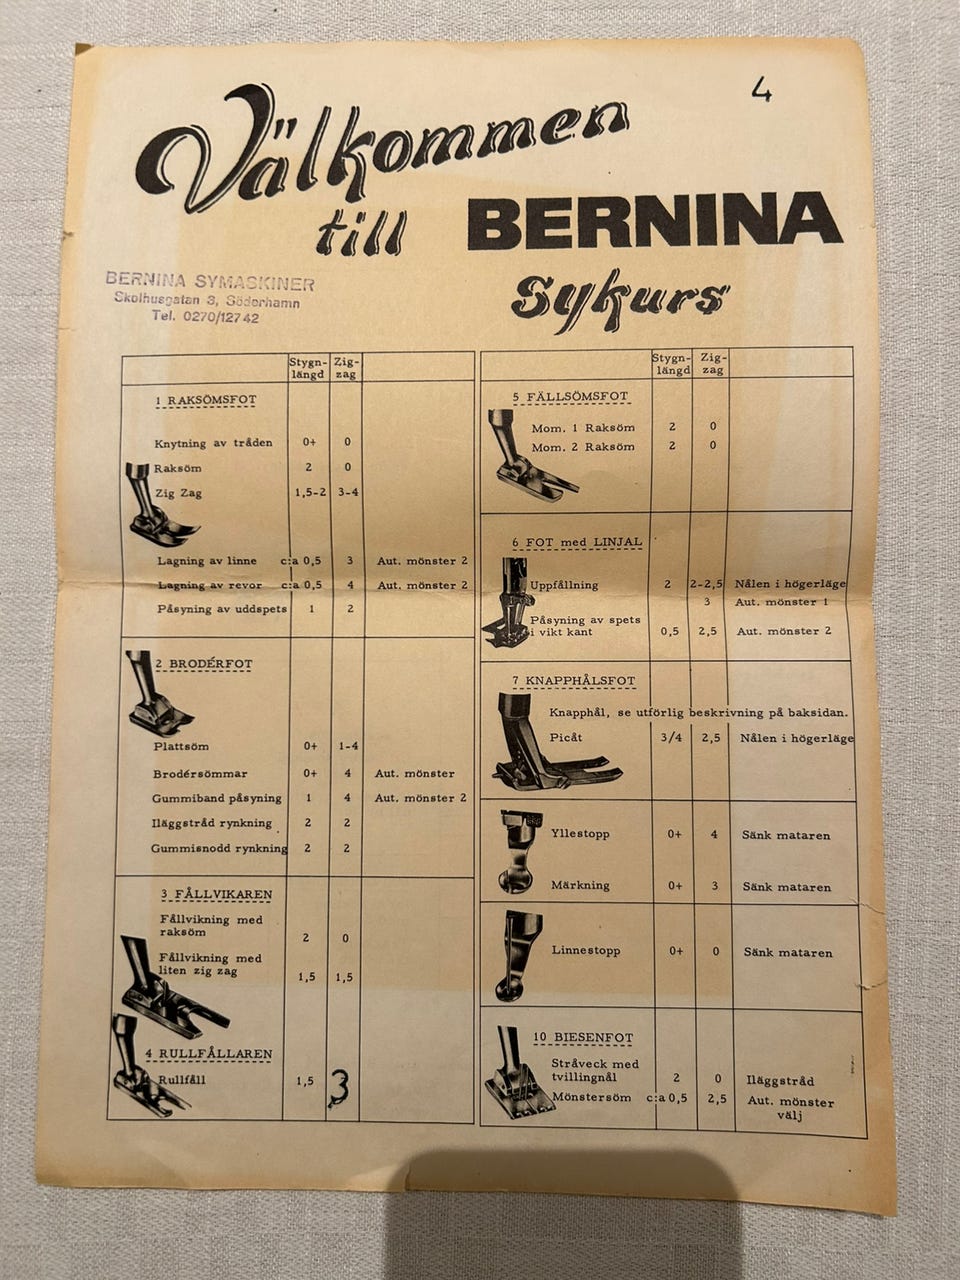 4
Välkommen
till BERNINA
Sykurs
BERNINA SYMASKINER
Skolhusgatan 3, Söderhamn
Tel. 0270/12742
Stygn- Zig-
längd zag
1 RAKSÖMSFOT
Knytning av tråden 0+ 0
Raksöm 2 0
Zig Zag 1,5-2 3-4
Lagning av linne c:a 0,5 3 Aut. mönster 2
Lagning av revor c:a 0,5 4 Aut. mönster 2
Påsyning av uddspets 1 2
2 BRODÉRFOT
Plattsöm 0+ 1-4
Brodérsömmar 0+ 4 Aut. mönster
Gummiband påsyning 1 4 Aut. mönster 2
Iläggstråd rynkning 2 2
Gummisnodd rynkning 2 2
3 FÅLLVIKAREN
Fållvikning med
raksöm 2 0
Fållvikning med
liten zig zag 1,5 1,5
4 RULLFÅLLAREN
Rullfåll 1,5 3
Stygn- Zig-
längd zag
5 FÄLLSÖMSFOT
Mom. 1 Raksöm 2 0
Mom. 2 Raksöm 2 0
6 FOT med LINJAL
Uppfållning 2 2-2,5 Nålen i högerläge
3 Aut. mönster 1
Påsyning av spets
i vikt kant 0,5 2,5 Aut. mönster 2
7 KNAPPHÅLSFOT
Knapphål, se utförlig beskrivning på baksidan.
Picåt 3/4 2,5 Nålen i högerläge
Yllestopp 0+ 4 Sänk mataren
Märkning 0+ 3 Sänk mataren
Linnestopp 0+ 0 Sänk mataren
10 BIESENFOT
Stråveck med
tvillingnål 2 0 Iläggstråd
Mönstersöm c:a 0,5 2,5 Aut. mönster
välj